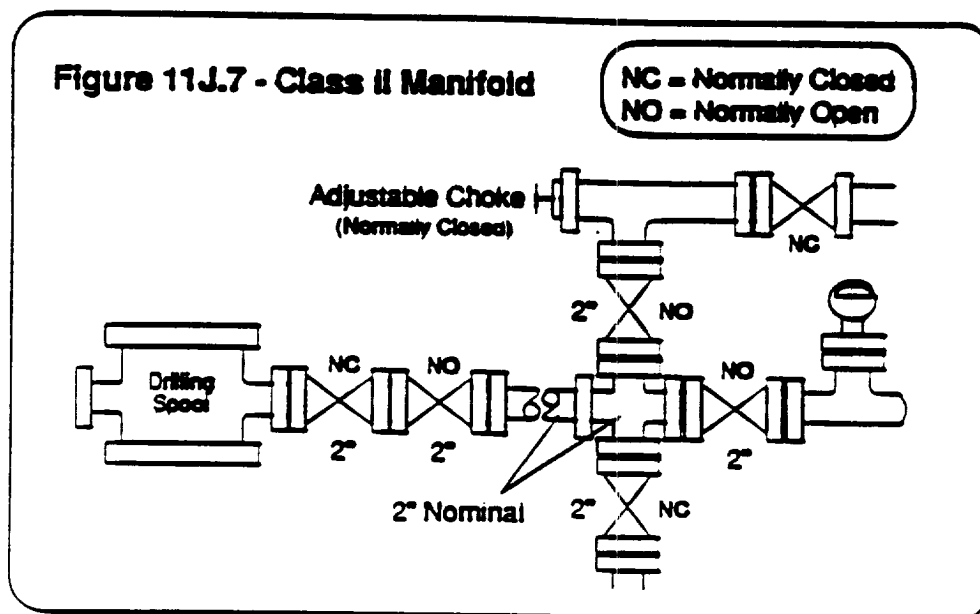 Figure 11J.7 - Class II Manifold
NC = Normally Closed
NO = Normally Open
Adjustable Choke
(Normally Closed)
NC
2"
NO
Drilling
Spool
NC
NO
NO
2"
2"
2"
2" Nominal
2"
NC